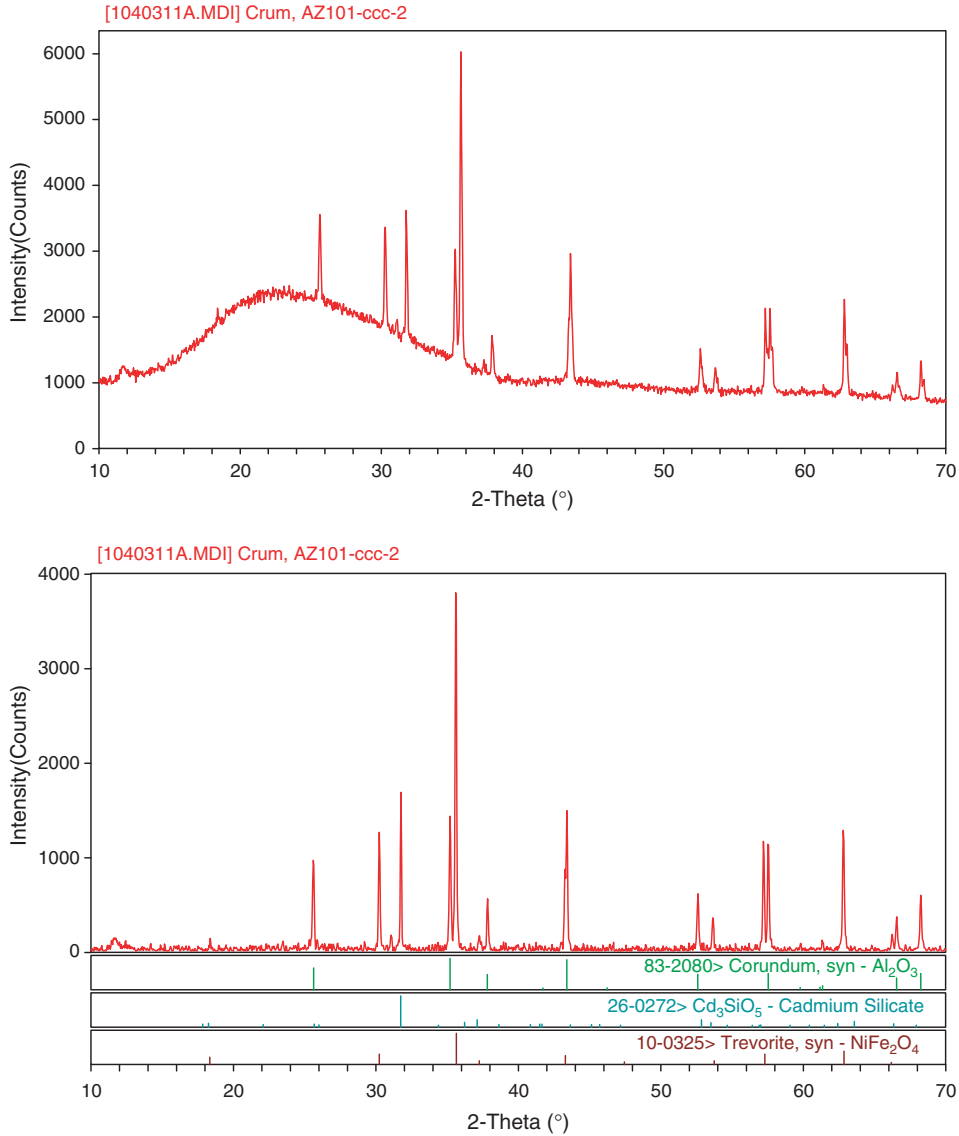 [1040311A.MDI] Crum, AZ101-ccc-2
Intensity(Counts)
6000
5000
4000
3000
2000
1000
0
10 20 30 40 50 60 70
2-Theta (°)
[1040311A.MDI] Crum, AZ101-ccc-2
Intensity(Counts)
4000
3000
2000
1000
0
83-2080> Corundum, syn - Al₂O₃
26-0272> Cd₃SiO₅ - Cadmium Silicate
10-0325> Trevorite, syn - NiFe₂O₄
10 20 30 40 50 60 70
2-Theta (°)